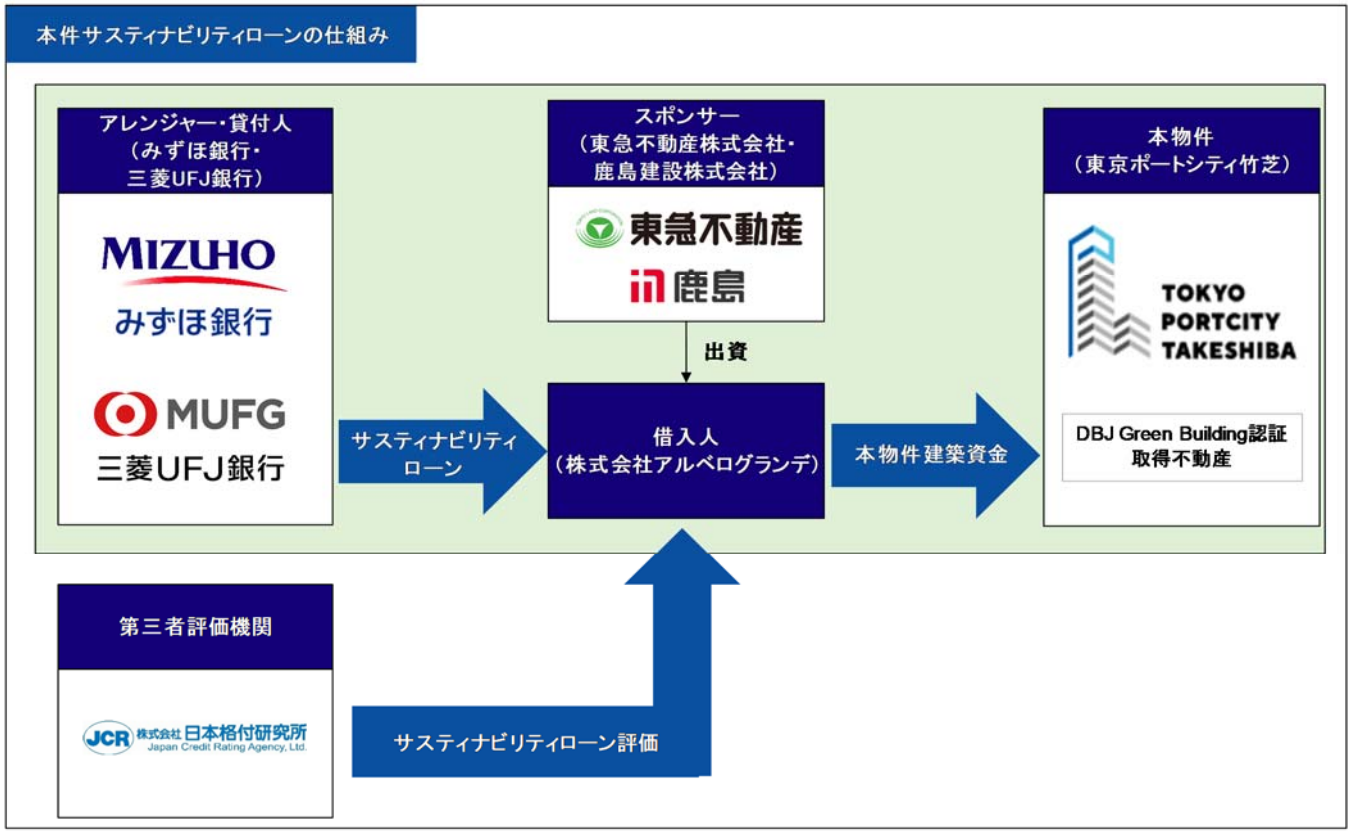 本件サスティナビリティローンの仕組み
アレンジャー・貸付人
（みずほ銀行・
三菱UFJ銀行）
MIZUHO
みずほ銀行
MUFG
三菱UFJ銀行
サスティナビリティ
ローン
スポンサー
（東急不動産株式会社・
鹿島建設株式会社）
東急不動産
鹿島
出資
借入人
（株式会社アルベログランデ）
本物件建築資金
本物件
（東京ポートシティ竹芝）
TOKYO
PORTCITY
TAKESHIBA
DBJ Green Building認証
取得不動産
第三者評価機関
JCR 株式会社 日本格付研究所
Japan Credit Rating Agency, Ltd.
サスティナビリティローン評価